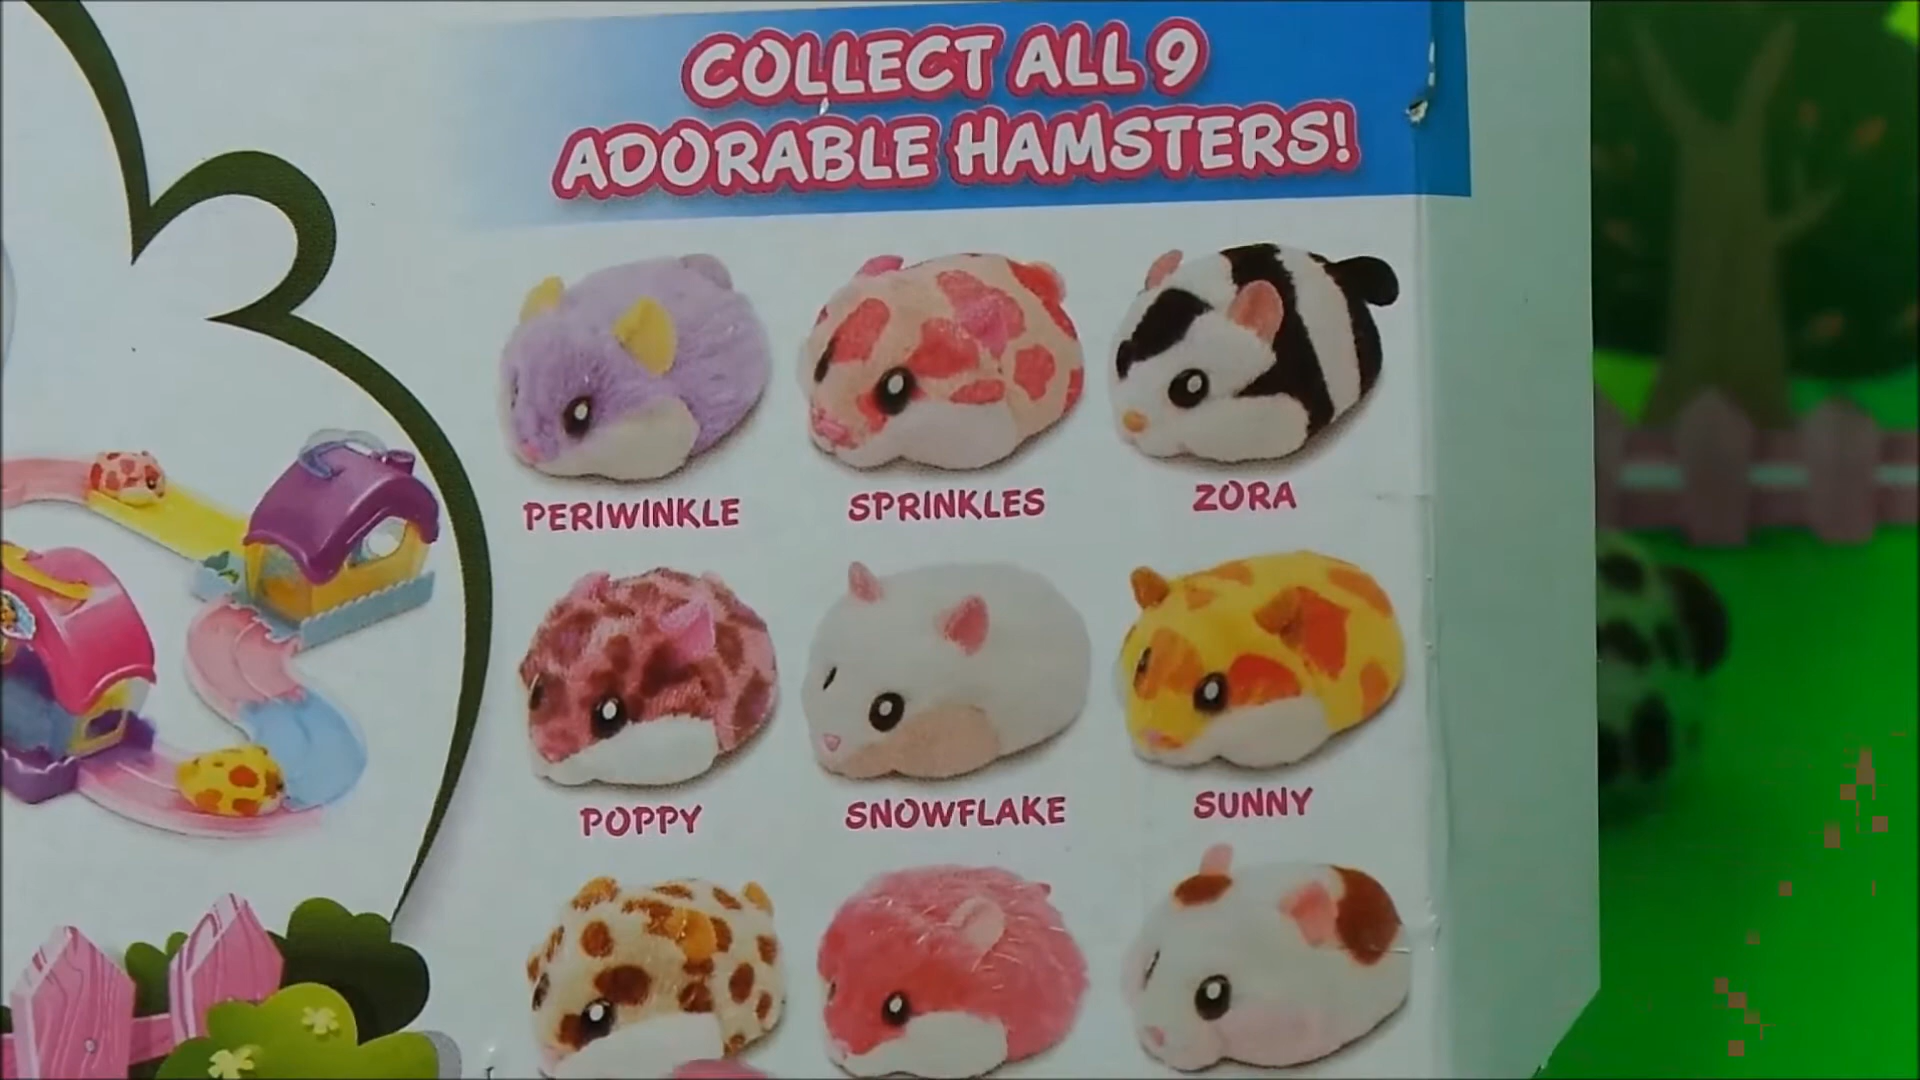 COLLECT ALL 9
ADORABLE HAMSTERS!
PERIWINKLE SPRINKLES ZORA
POPPY SNOWFLAKE SUNNY